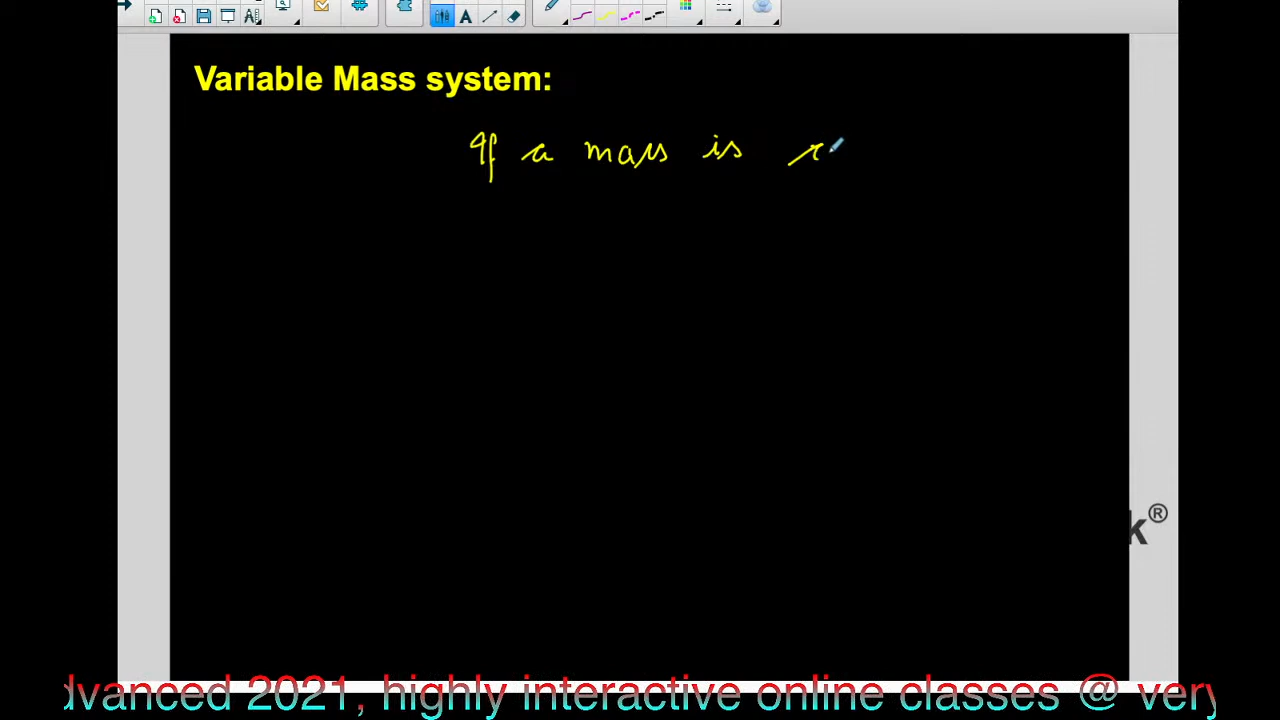 Variable Mass system:
If a mass is
k®
dvanced 2021, highly interactive online classes @ very